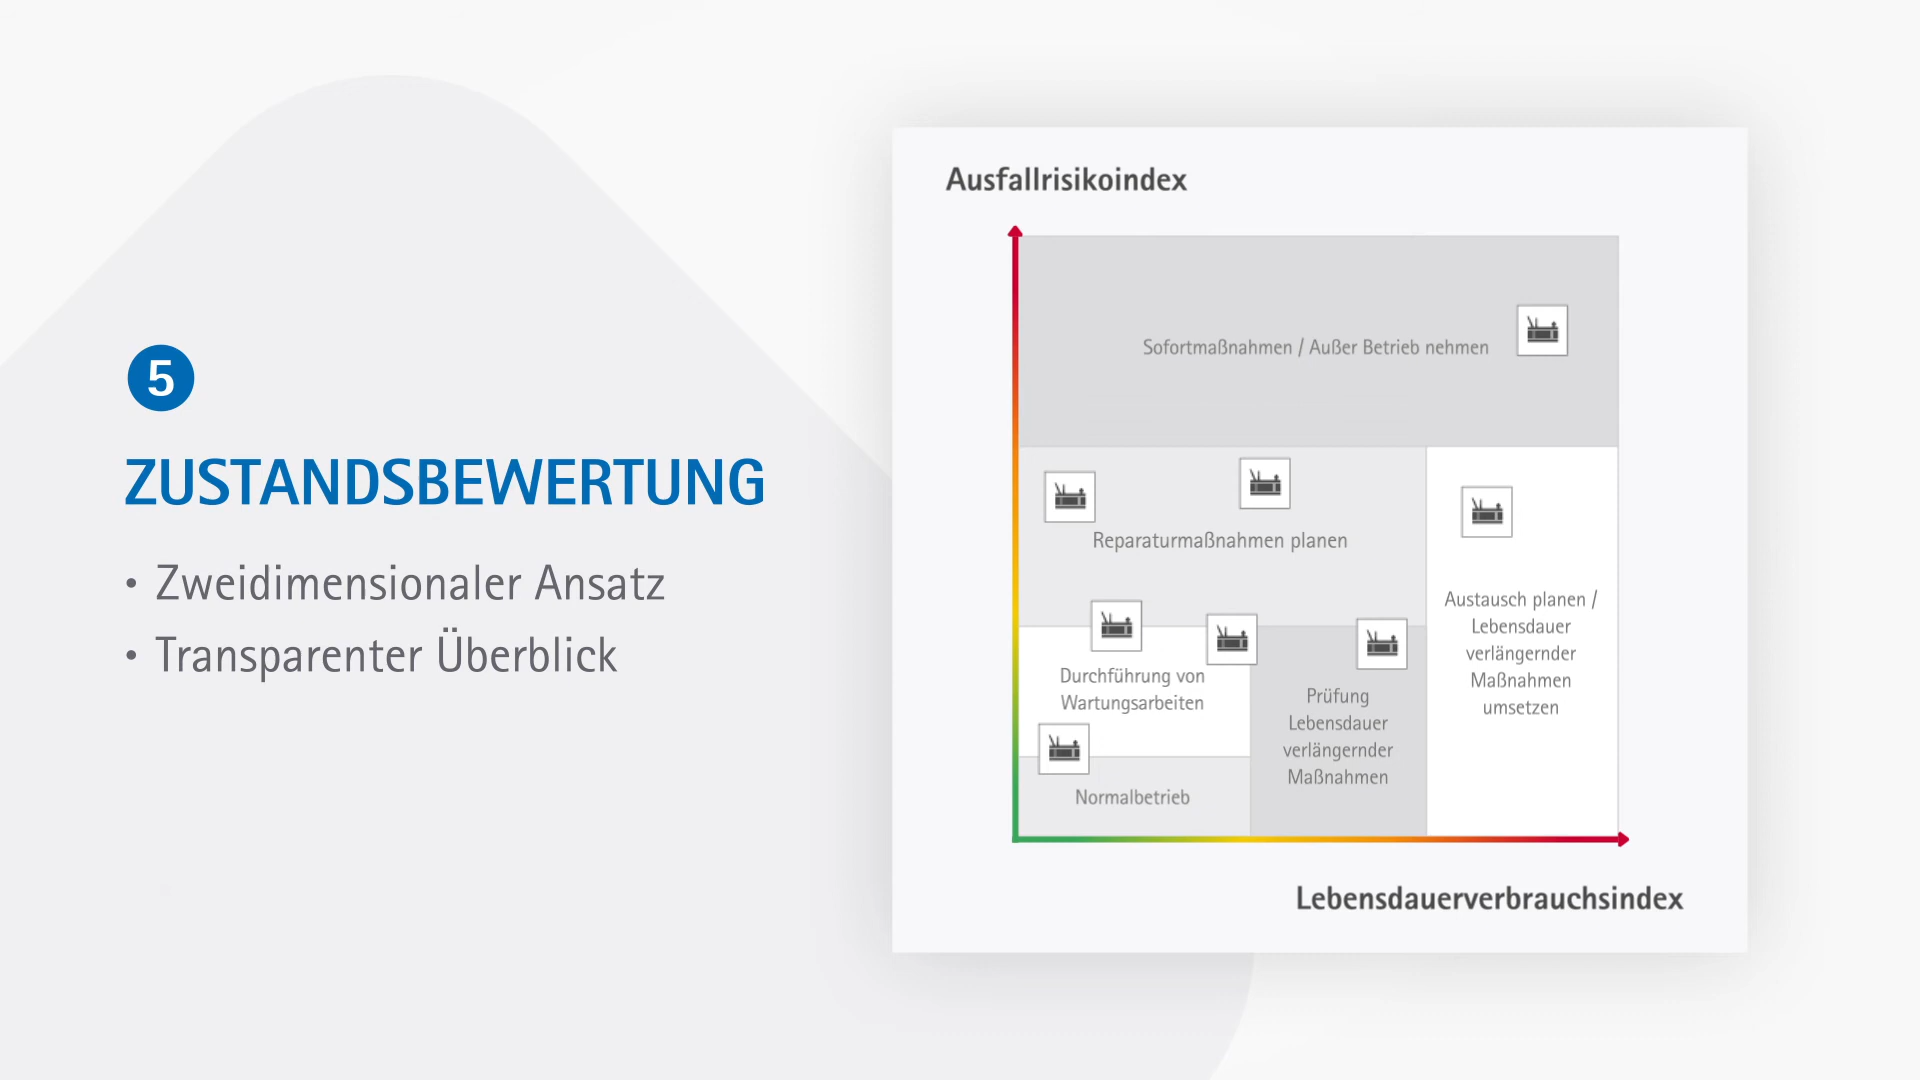 5
ZUSTANDSBEWERTUNG
• Zweidimensionaler Ansatz
• Transparenter Überblick
Ausfallrisikoindex
Sofortmaßnahmen / Außer Betrieb nehmen
Reparaturmaßnahmen planen
Austausch planen /
Lebensdauer
verlängernder
Maßnahmen
umsetzen
Durchführung von
Wartungsarbeiten
Prüfung
Lebensdauer
verlängernder
Maßnahmen
Normalbetrieb
Lebensdauerverbrauchsindex